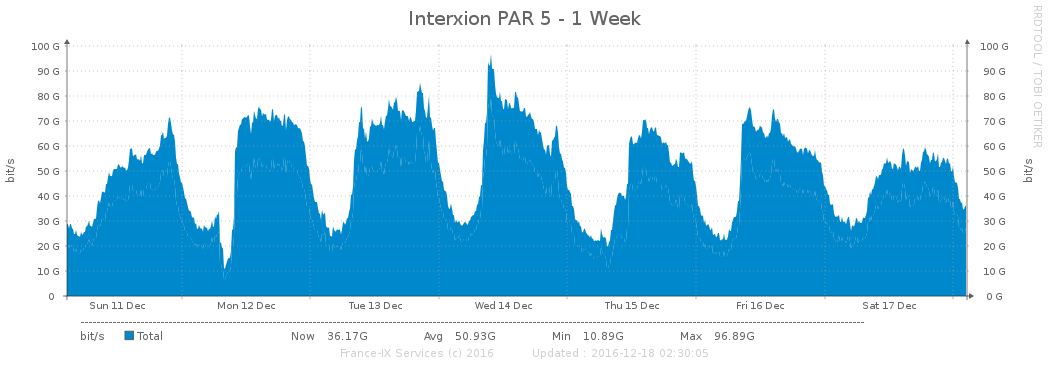 Interxion PAR 5 - 1 Week
RRDTOOL / TOBI OETIKER
100 G 100 G
90 G 90 G
80 G 80 G
70 G 70 G
60 G 60 G
50 G 50 G
40 G 40 G
30 G 30 G
20 G 20 G
10 G 10 G
0 0 G
bit/s
bit/s
Sun 11 Dec Mon 12 Dec Tue 13 Dec Wed 14 Dec Thu 15 Dec Fri 16 Dec Sat 17 Dec
bit/s Total Now 36.17G Avg 50.93G Min 10.89G Max 96.89G
France-IX Services (c) 2016 Updated : 2016-12-18 02:30:05